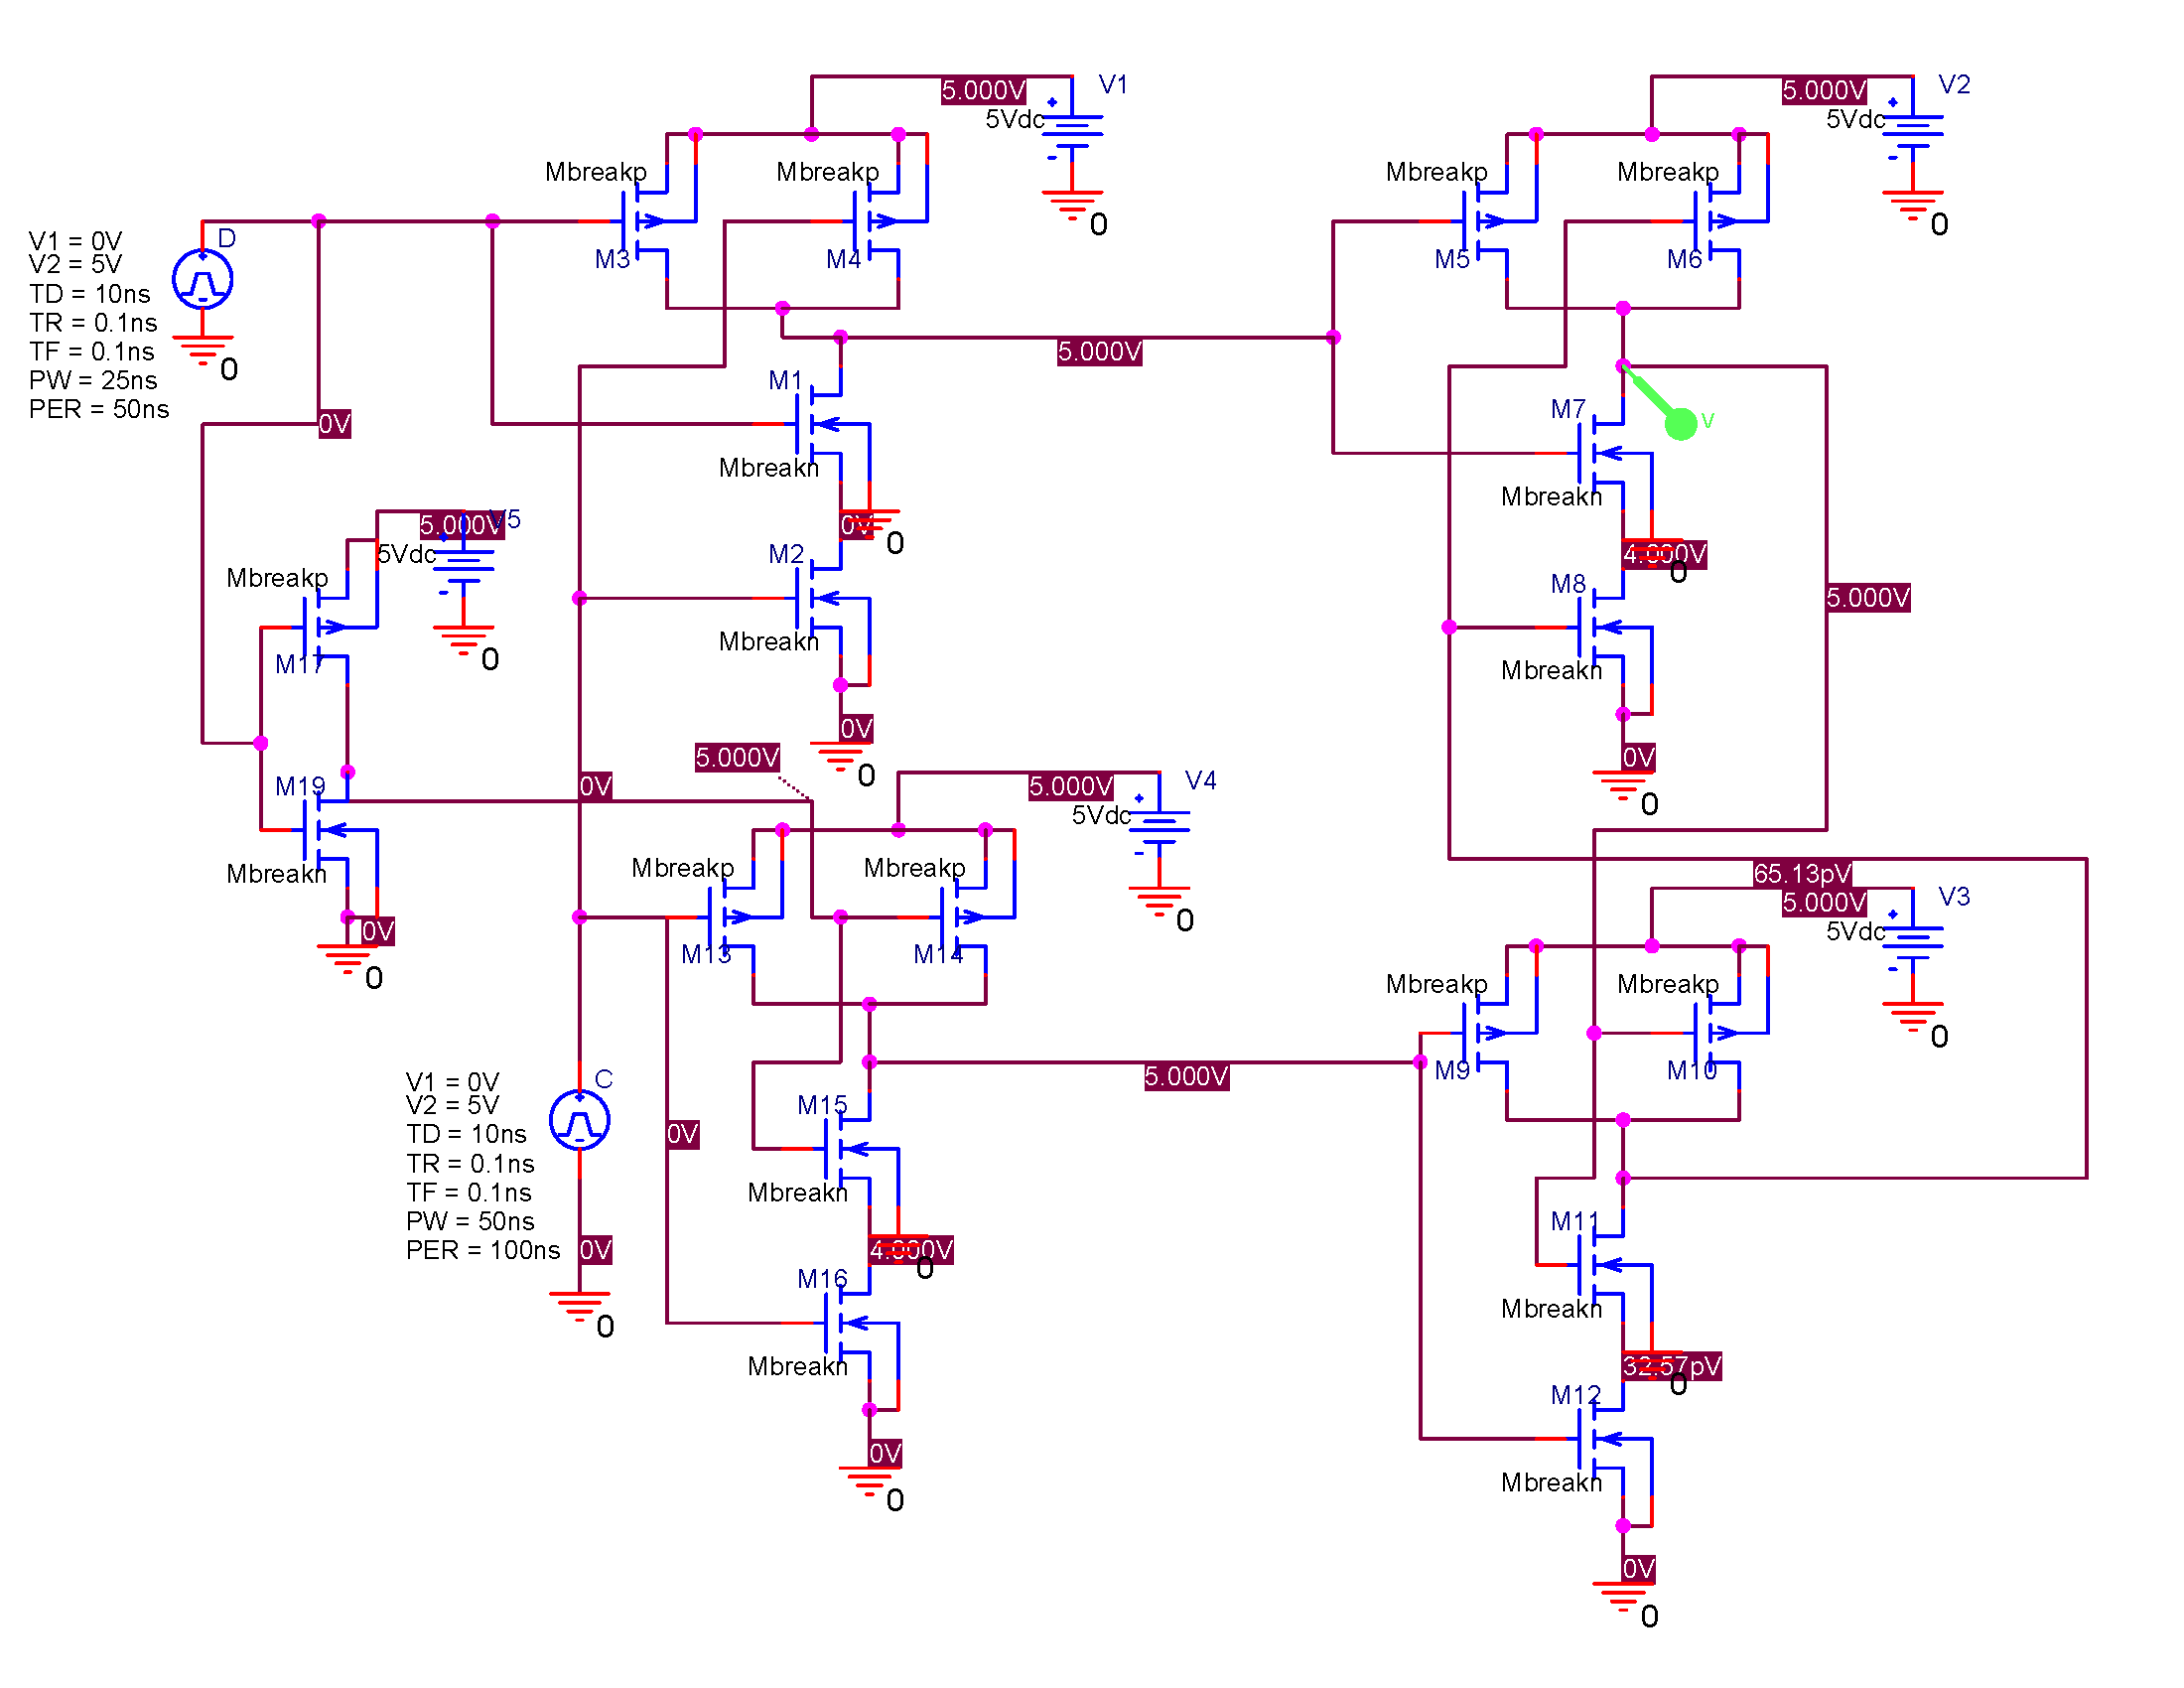 5.000V
V1
5Vdc
0
5.000V
V2
5Vdc
0
Mbreakp
Mbreakp
M3
M4
Mbreakp
Mbreakp
M5
M6
D
V1 = 0V
V2 = 5V
TD = 10ns
TR = 0.1ns
TF = 0.1ns
PW = 25ns
PER = 50ns
0
0V
5.000V
M1
Mbreakn
0V
0
M2
Mbreakn
0V
0
V
M7
Mbreakn
4.000V
0
M8
Mbreakn
0V
0
5.000V
5.000V
V5
5Vdc
0
Mbreakp
M17
M19
Mbreakn
0V
0
0V
5.000V
5.000V
V4
5Vdc
0
Mbreakp
Mbreakp
M13
M14
65.13pV
5.000V
V3
5Vdc
0
Mbreakp
Mbreakp
M9
M10
5.000V
C
V1 = 0V
V2 = 5V
TD = 10ns
TR = 0.1ns
TF = 0.1ns
PW = 50ns
PER = 100ns
0V
0
0V
M15
Mbreakn
4.000V
0
M16
Mbreakn
0V
0
M11
Mbreakn
32.57pV
0
M12
Mbreakn
0V
0